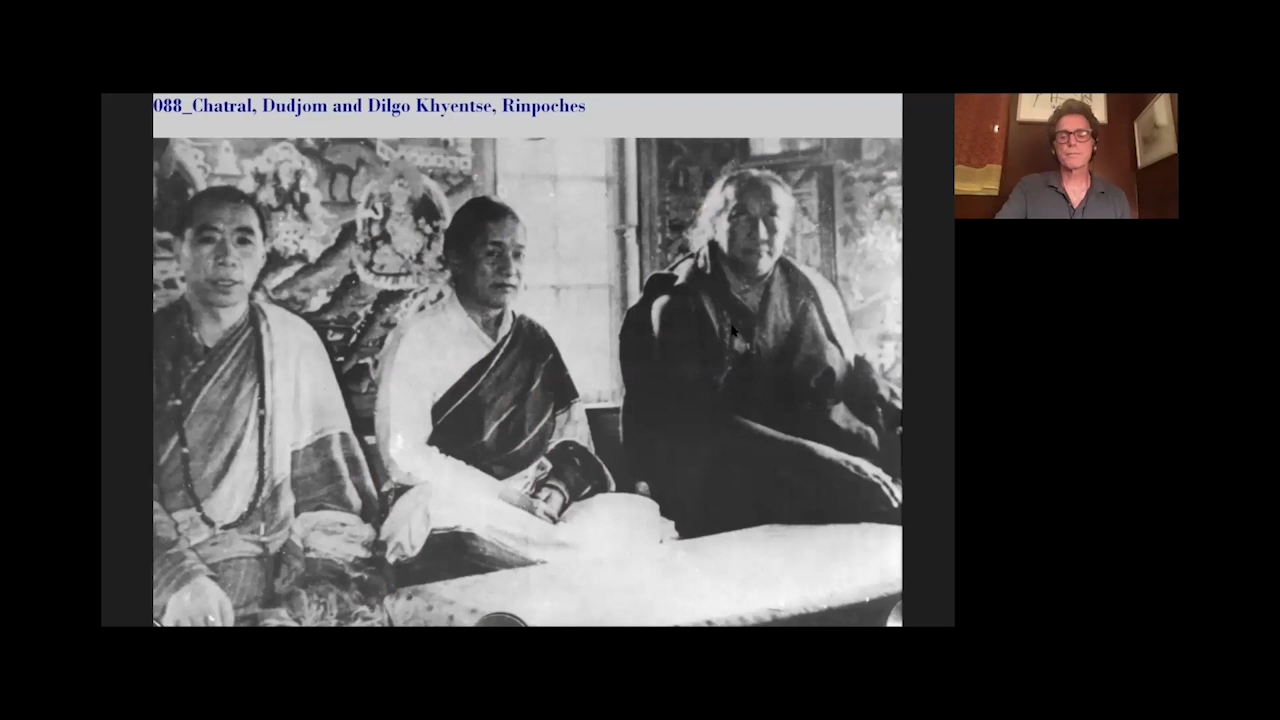 088_Chatral, Dudjom and Dilgo Khyentse, Rinpoches